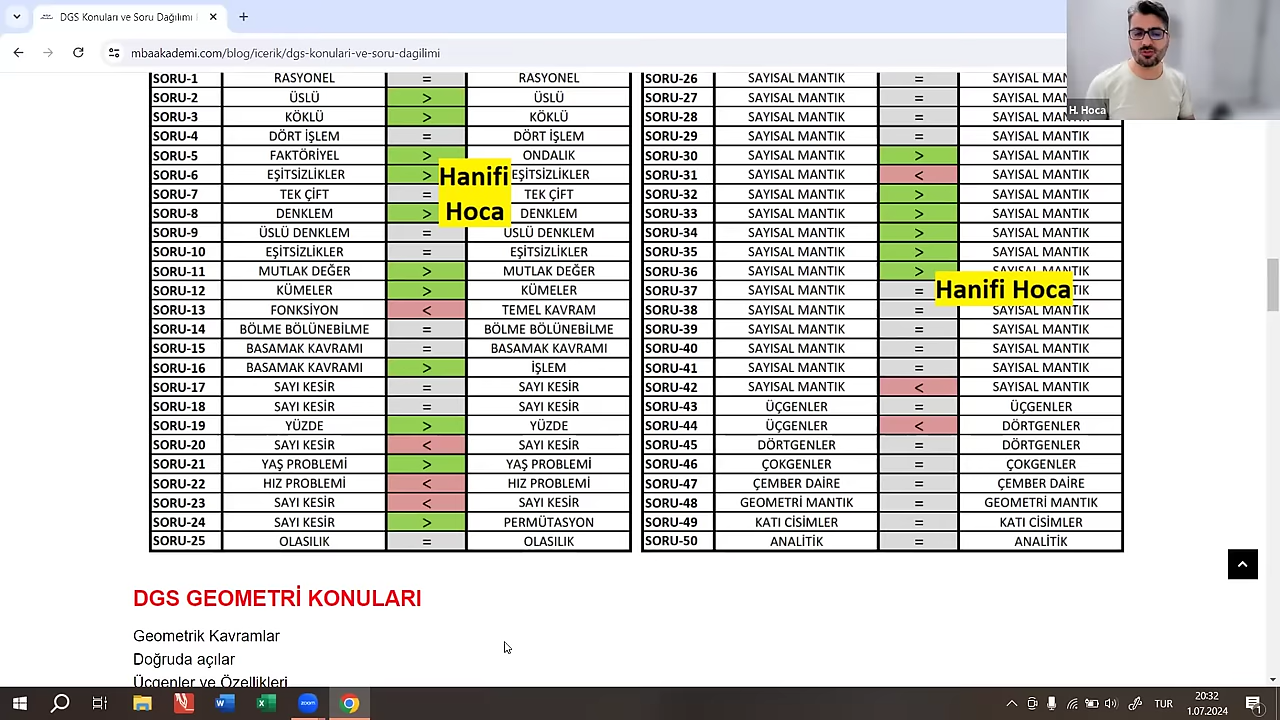 DGS Konuları ve Soru Dağılımı
mbaakademi.com/blog/icerik/dgs-konulari-ve-soru-dagilimi
H. Hoca
SORU-1 RASYONEL = RASYONEL
SORU-2 ÜSLÜ > ÜSLÜ
SORU-3 KÖKLÜ > KÖKLÜ
SORU-4 DÖRT İŞLEM = DÖRT İŞLEM
SORU-5 FAKTÖRİYEL > ONDALIK
SORU-6 EŞİTSİZLİKLER > EŞİTSİZLİKLER
SORU-7 TEK ÇİFT = TEK ÇİFT
SORU-8 DENKLEM > DENKLEM
SORU-9 ÜSLÜ DENKLEM = ÜSLÜ DENKLEM
SORU-10 EŞİTSİZLİKLER = EŞİTSİZLİKLER
SORU-11 MUTLAK DEĞER > MUTLAK DEĞER
SORU-12 KÜMELER > KÜMELER
SORU-13 FONKSİYON < TEMEL KAVRAM
SORU-14 BÖLME BÖLÜNEBİLME = BÖLME BÖLÜNEBİLME
SORU-15 BASAMAK KAVRAMI = BASAMAK KAVRAMI
SORU-16 BASAMAK KAVRAMI > İŞLEM
SORU-17 SAYI KESİR = SAYI KESİR
SORU-18 SAYI KESİR = SAYI KESİR
SORU-19 YÜZDE > YÜZDE
SORU-20 SAYI KESİR < SAYI KESİR
SORU-21 YAŞ PROBLEMİ > YAŞ PROBLEMİ
SORU-22 HIZ PROBLEMİ < HIZ PROBLEMİ
SORU-23 SAYI KESİR < SAYI KESİR
SORU-24 SAYI KESİR > PERMÜTASYON
SORU-25 OLASILIK = OLASILIK
Hanifi
Hoca
SORU-26 SAYISAL MANTIK = SAYISAL MAN
SORU-27 SAYISAL MANTIK = SAYISAL MAN
SORU-28 SAYISAL MANTIK = SAYISAL MAN
SORU-29 SAYISAL MANTIK = SAYISAL MANTIK
SORU-30 SAYISAL MANTIK > SAYISAL MANTIK
SORU-31 SAYISAL MANTIK < SAYISAL MANTIK
SORU-32 SAYISAL MANTIK > SAYISAL MANTIK
SORU-33 SAYISAL MANTIK > SAYISAL MANTIK
SORU-34 SAYISAL MANTIK > SAYISAL MANTIK
SORU-35 SAYISAL MANTIK > SAYISAL MANTIK
SORU-36 SAYISAL MANTIK > SAYISAL MANTIK
SORU-37 SAYISAL MANTIK = TIK
SORU-38 SAYISAL MANTIK = SAYISAL MANTIK
SORU-39 SAYISAL MANTIK = SAYISAL MANTIK
SORU-40 SAYISAL MANTIK = SAYISAL MANTIK
SORU-41 SAYISAL MANTIK = SAYISAL MANTIK
SORU-42 SAYISAL MANTIK < SAYISAL MANTIK
SORU-43 ÜÇGENLER = ÜÇGENLER
SORU-44 ÜÇGENLER < DÖRTGENLER
SORU-45 DÖRTGENLER = DÖRTGENLER
SORU-46 ÇOKGENLER = ÇOKGENLER
SORU-47 ÇEMBER DAİRE = ÇEMBER DAİRE
SORU-48 GEOMETRİ MANTIK = GEOMETRİ MANTIK
SORU-49 KATI CİSİMLER = KATI CİSİMLER
SORU-50 ANALİTİK = ANALİTİK
Hanifi Hoca
DGS GEOMETRİ KONULARI
Geometrik Kavramlar
Doğruda açılar
Üçgenler ve Özellikleri
zoom
TUR
20:32
1.07.2024
1